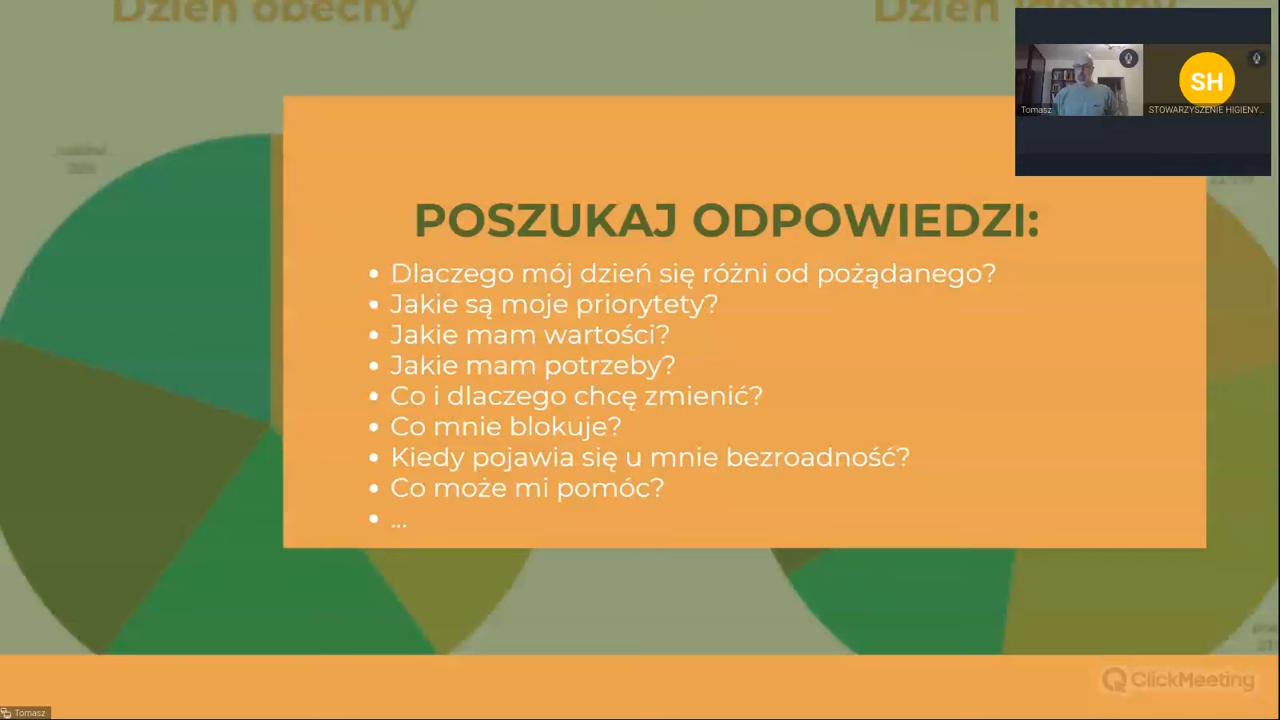 Dzień obecny
Dzień idealny
Tomasz
SH
STOWARZYSZENIE HIGIENY...
POSZUKAJ ODPOWIEDZI:
• Dlaczego mój dzień się różni od pożądanego?
• Jakie są moje priorytety?
• Jakie mam wartości?
• Jakie mam potrzeby?
• Co i dlaczego chcę zmienić?
• Co mnie blokuje?
• Kiedy pojawia się u mnie bezroadność?
• Co może mi pomóc?
• ...
ClickMeeting
Tomasz